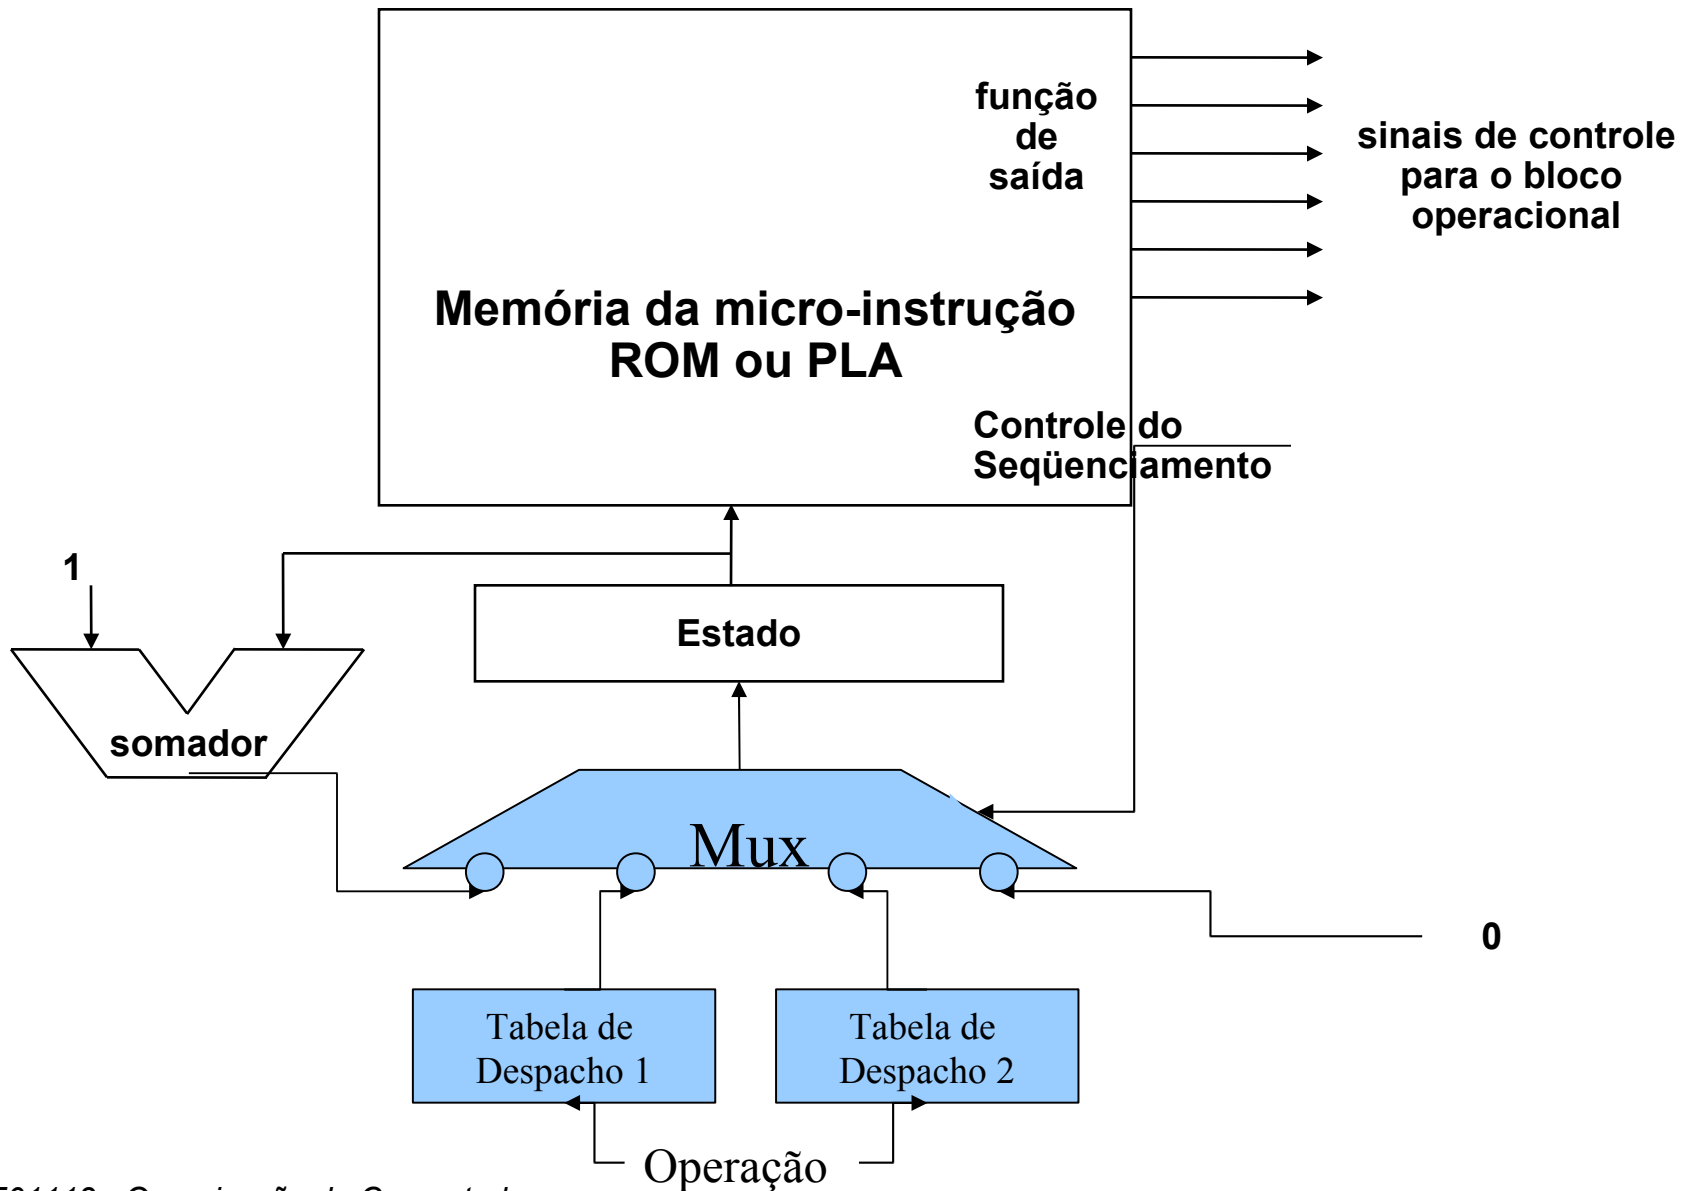 função
de
saída
sinais de controle
para o bloco
operacional
Memória da micro-instrução
ROM ou PLA
Controle do
Seqüenciamento
1
Estado
somador
Mux
0
Tabela de
Despacho 1
Tabela de
Despacho 2
Operação